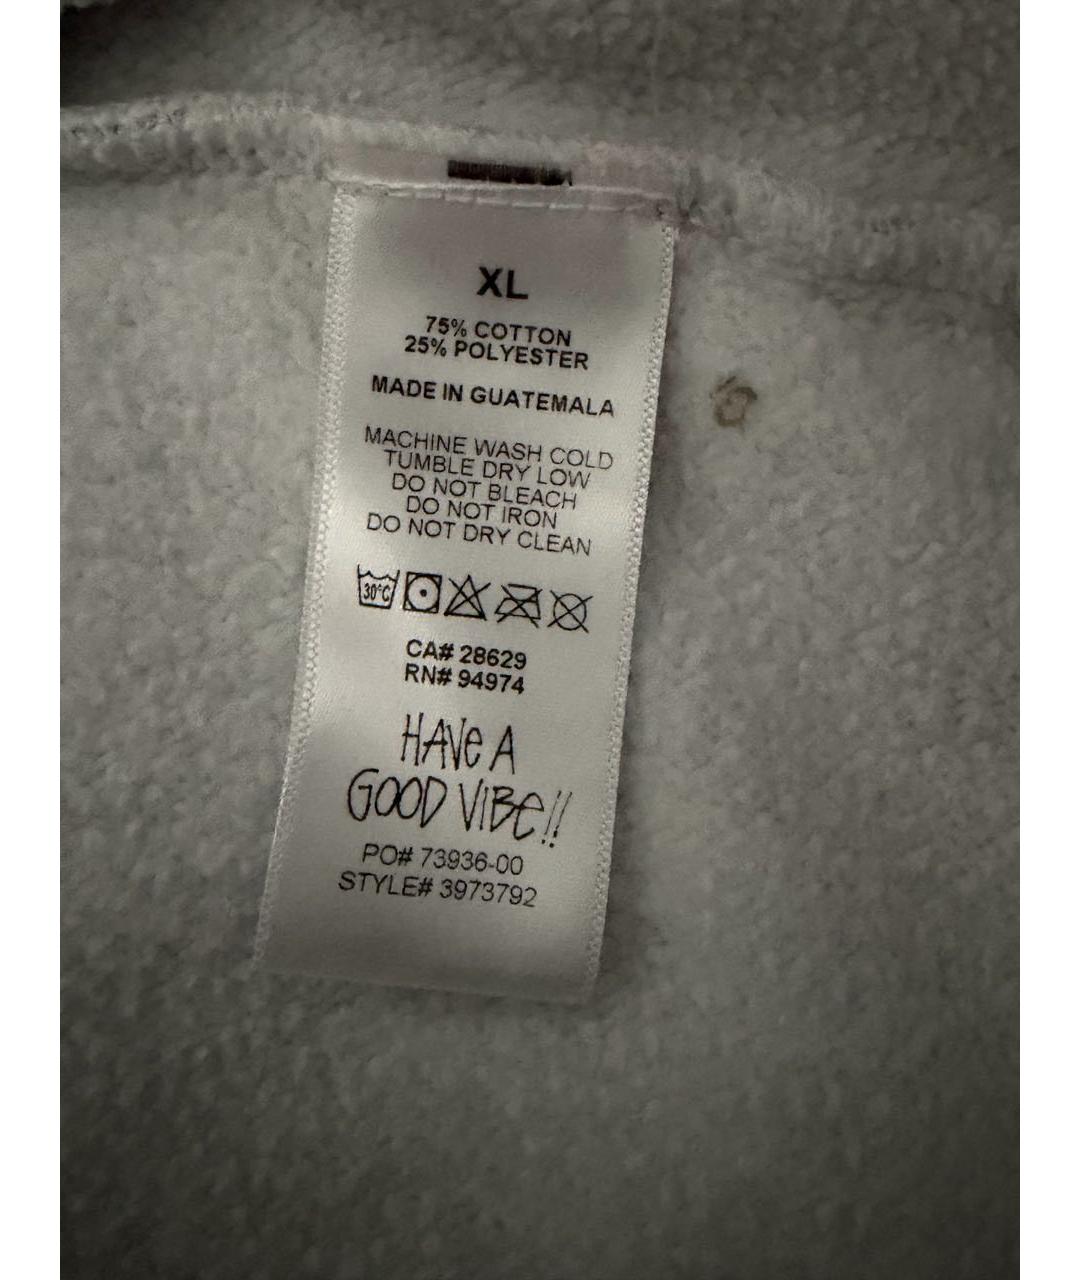 XL
75% COTTON
25% POLYESTER
MADE IN GUATEMALA
MACHINE WASH COLD
TUMBLE DRY LOW
DO NOT BLEACH
DO NOT IRON
DO NOT DRY CLEAN
30°C
CA# 28629
RN# 94974
HAVE A
GOOD VIBE!!
PO# 73936-00
STYLE# 3973792